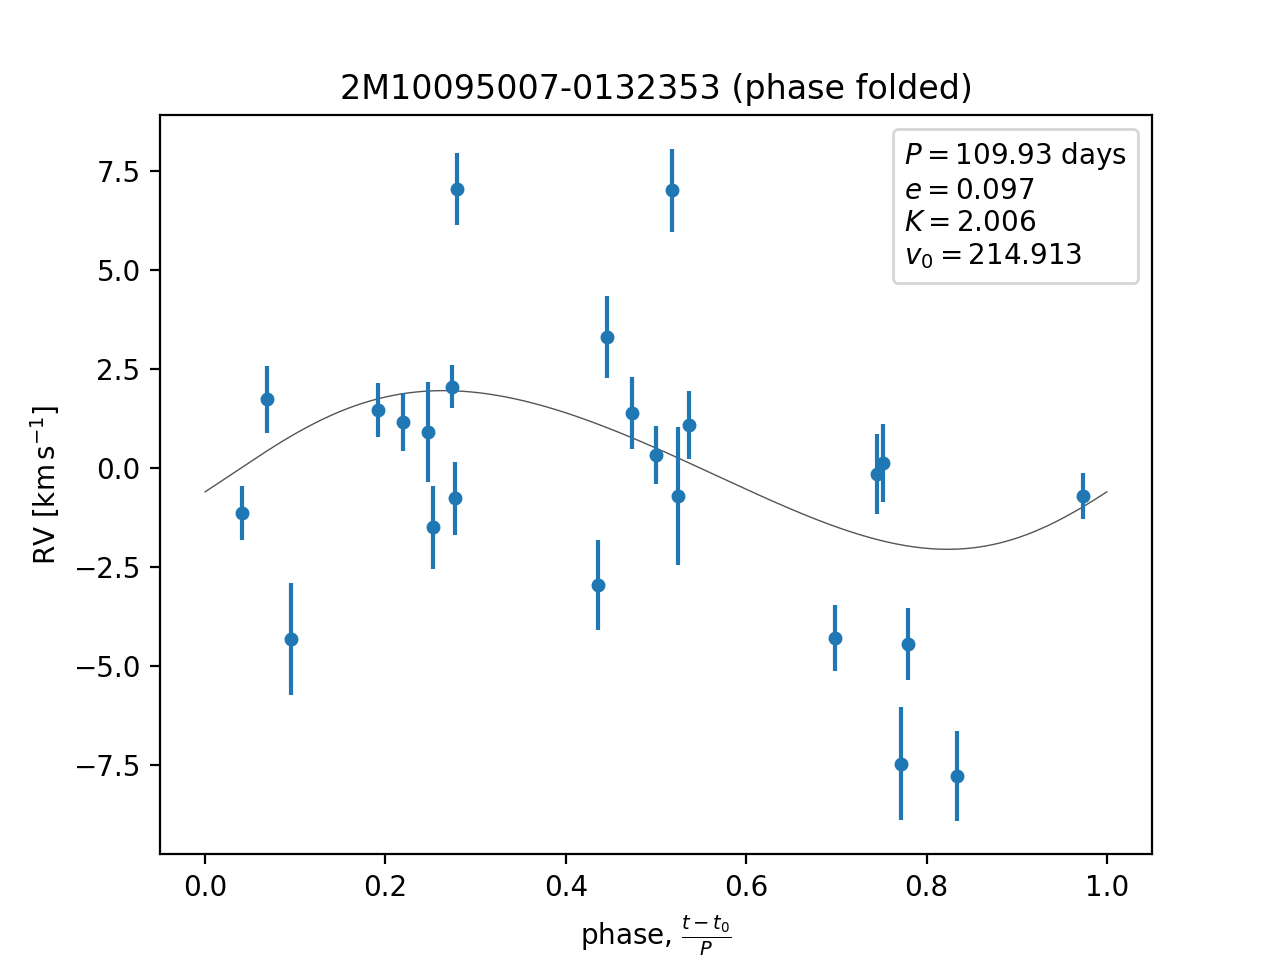 2M10095007-0132353 (phase folded)
P = 109.93 days
e = 0.097
K = 2.006
v₀ = 214.913
RV [km s⁻¹]
7.5
5.0
2.5
0.0
−2.5
−5.0
−7.5
0.0 0.2 0.4 0.6 0.8 1.0
phase, (t − t₀)/P